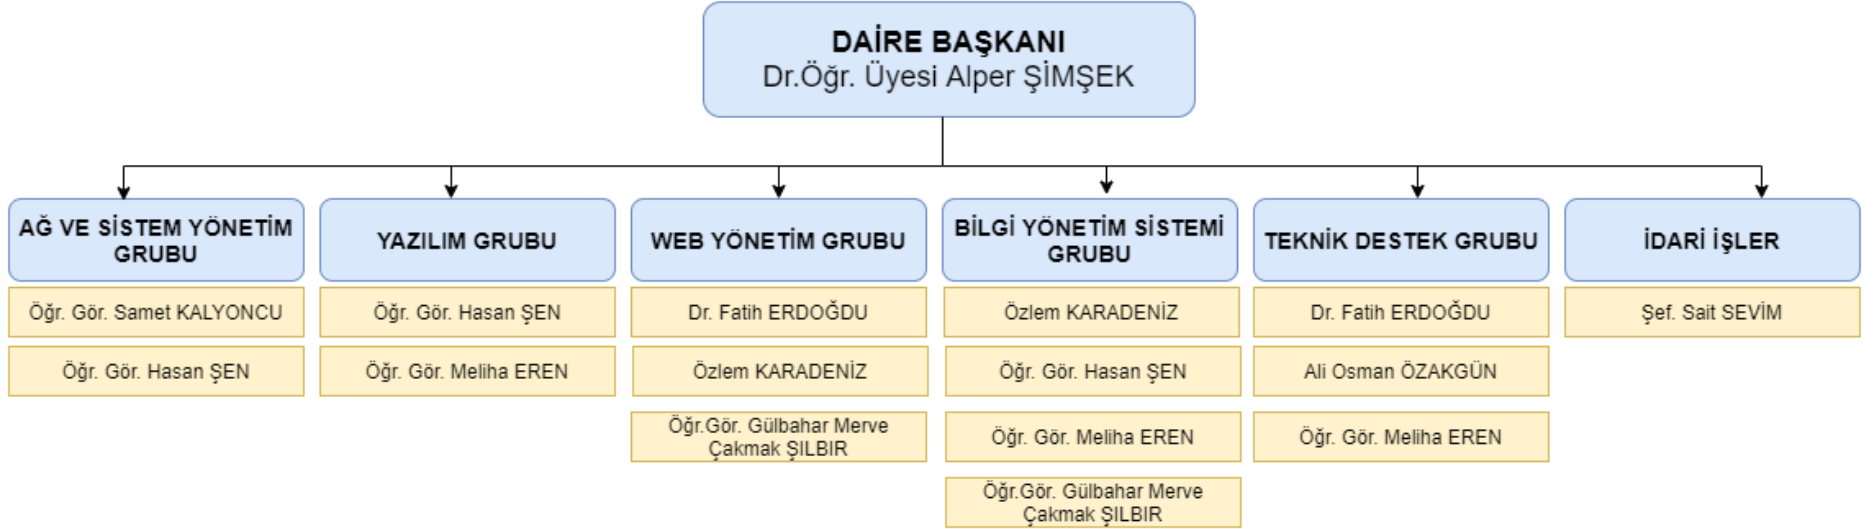 DAİRE BAŞKANI
Dr.Öğr. Üyesi Alper ŞİMŞEK
AĞ VE SİSTEM YÖNETİM
GRUBU
Öğr. Gör. Samet KALYONCU
Öğr. Gör. Hasan ŞEN
YAZILIM GRUBU
Öğr. Gör. Hasan ŞEN
Öğr. Gör. Meliha EREN
WEB YÖNETİM GRUBU
Dr. Fatih ERDOĞDU
Özlem KARADENİZ
Öğr.Gör. Gülbahar Merve
Çakmak ŞILBIR
BİLGİ YÖNETİM SİSTEMİ
GRUBU
Özlem KARADENİZ
Öğr. Gör. Hasan ŞEN
Öğr. Gör. Meliha EREN
Öğr.Gör. Gülbahar Merve
Çakmak ŞILBIR
TEKNİK DESTEK GRUBU
Dr. Fatih ERDOĞDU
Ali Osman ÖZAKGÜN
Öğr. Gör. Meliha EREN
İDARİ İŞLER
Şef. Sait SEVİM